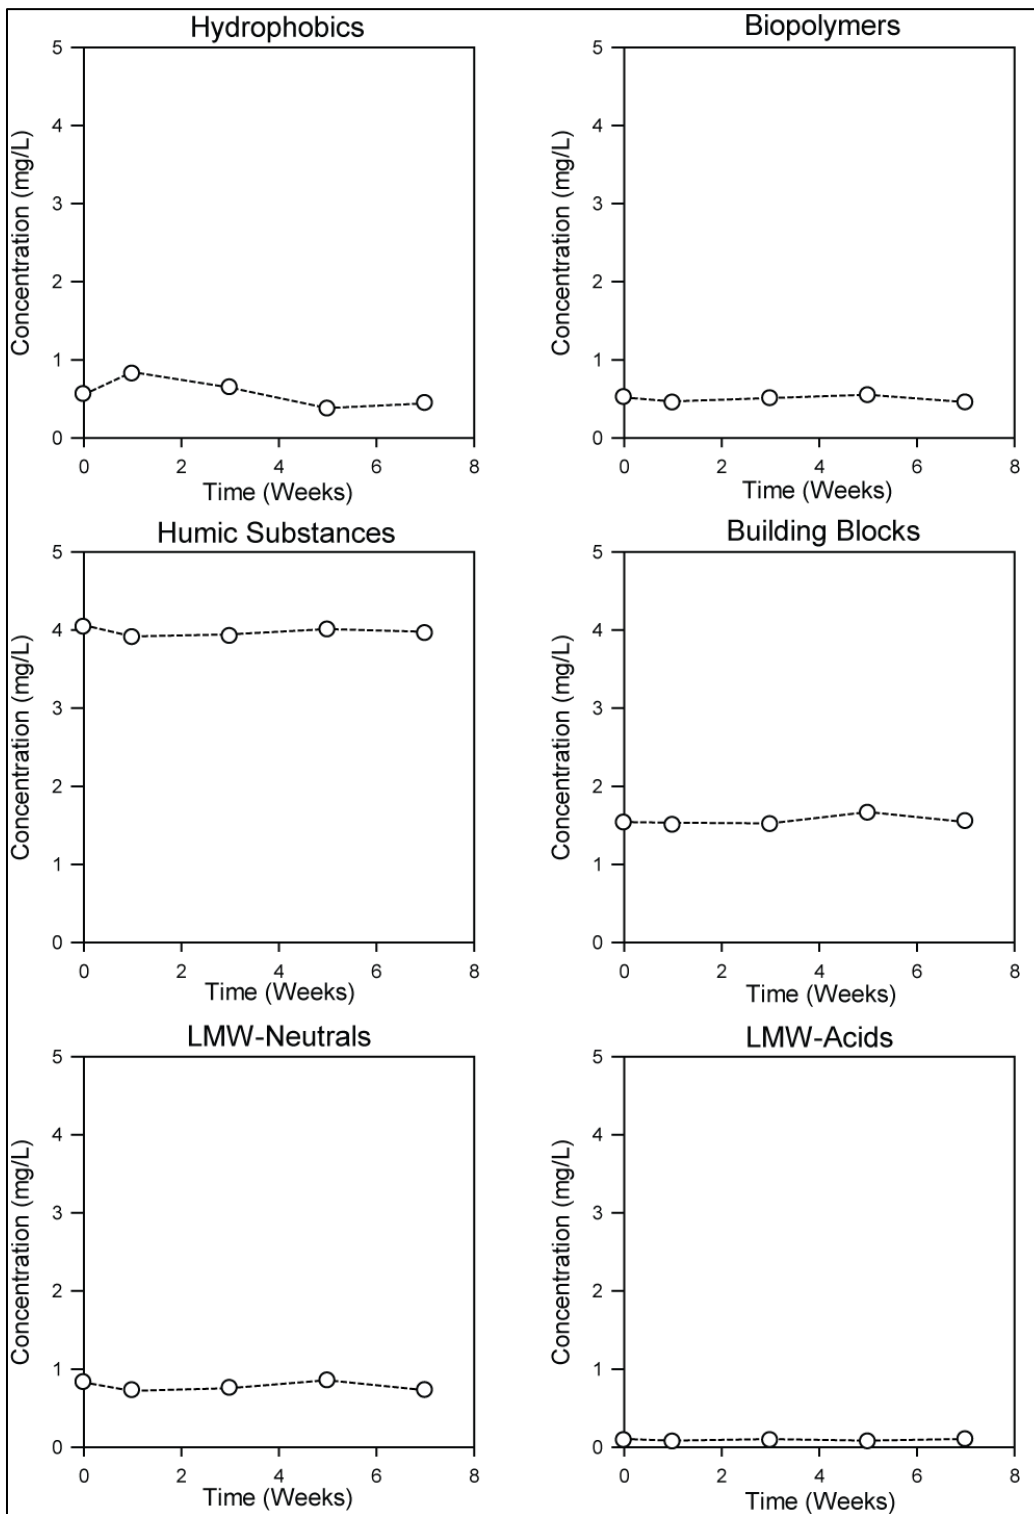 Hydrophobics
5
4
3
2
1
0
Concentration (mg/L)
0 2 4 6 8
Time (Weeks)
Biopolymers
5
4
3
2
1
0
Concentration (mg/L)
0 2 4 6 8
Time (Weeks)
Humic Substances
5
4
3
2
1
0
Concentration (mg/L)
0 2 4 6 8
Time (Weeks)
Building Blocks
5
4
3
2
1
0
Concentration (mg/L)
0 2 4 6 8
Time (Weeks)
LMW-Neutrals
5
4
3
2
1
0
Concentration (mg/L)
0 2 4 6 8
Time (Weeks)
LMW-Acids
5
4
3
2
1
0
Concentration (mg/L)
0 2 4 6 8
Time (Weeks)